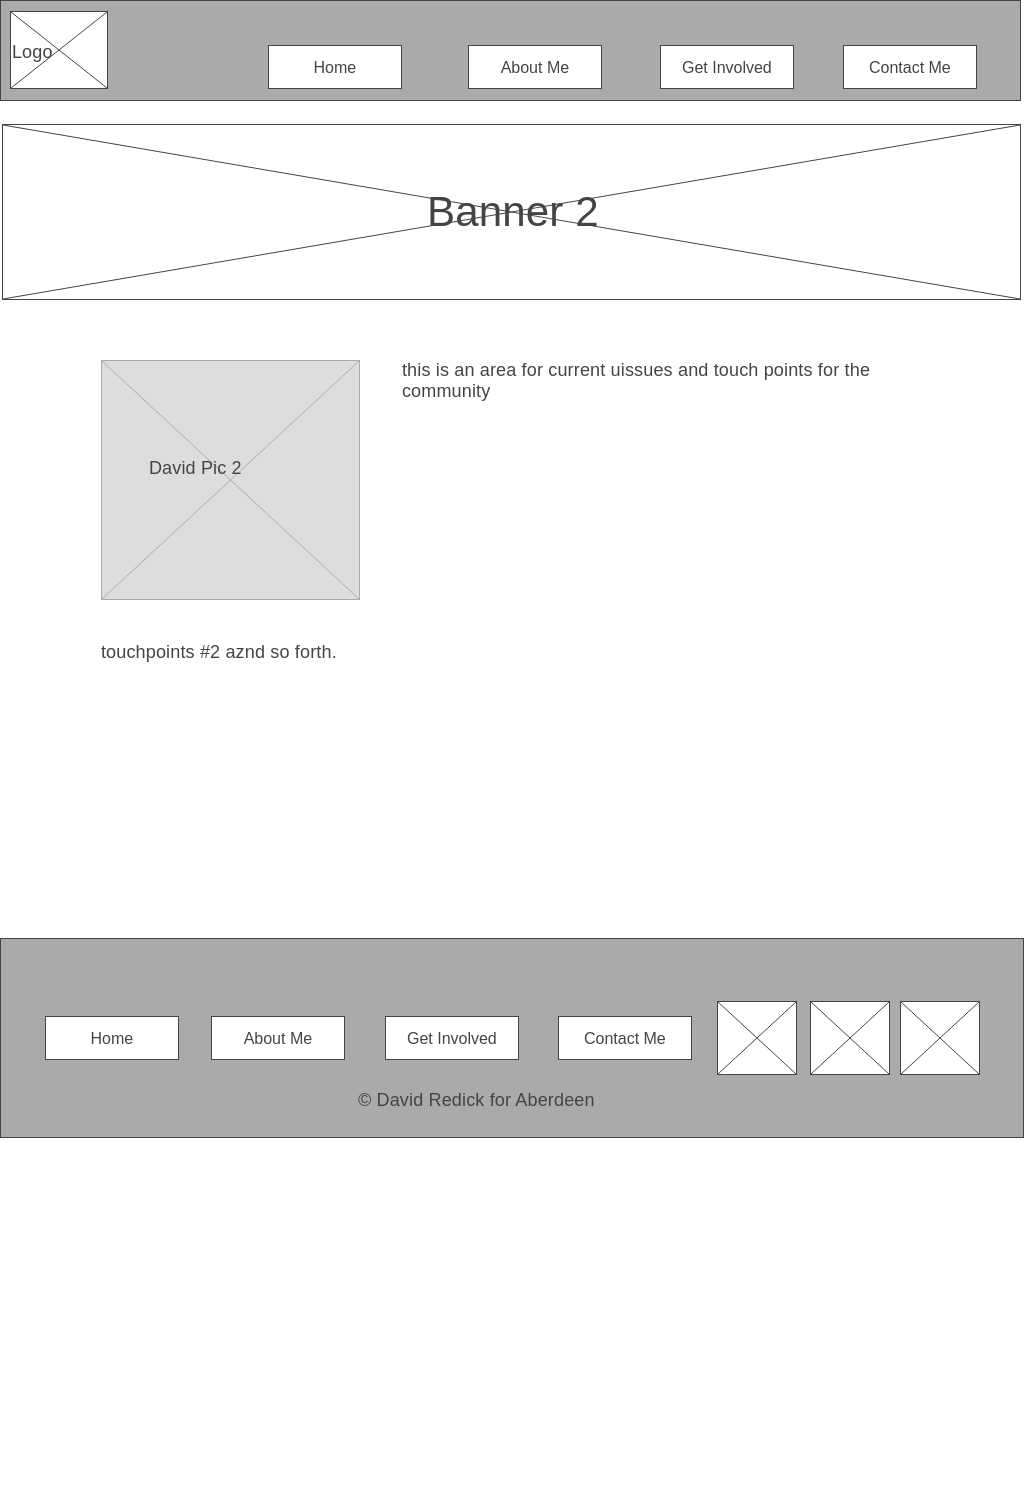 Logo
Home
About Me
Get Involved
Contact Me
Banner 2
this is an area for current uissues and touch points for the
community
David Pic 2
touchpoints #2 aznd so forth.
Home
About Me
Get Involved
Contact Me
© David Redick for Aberdeen